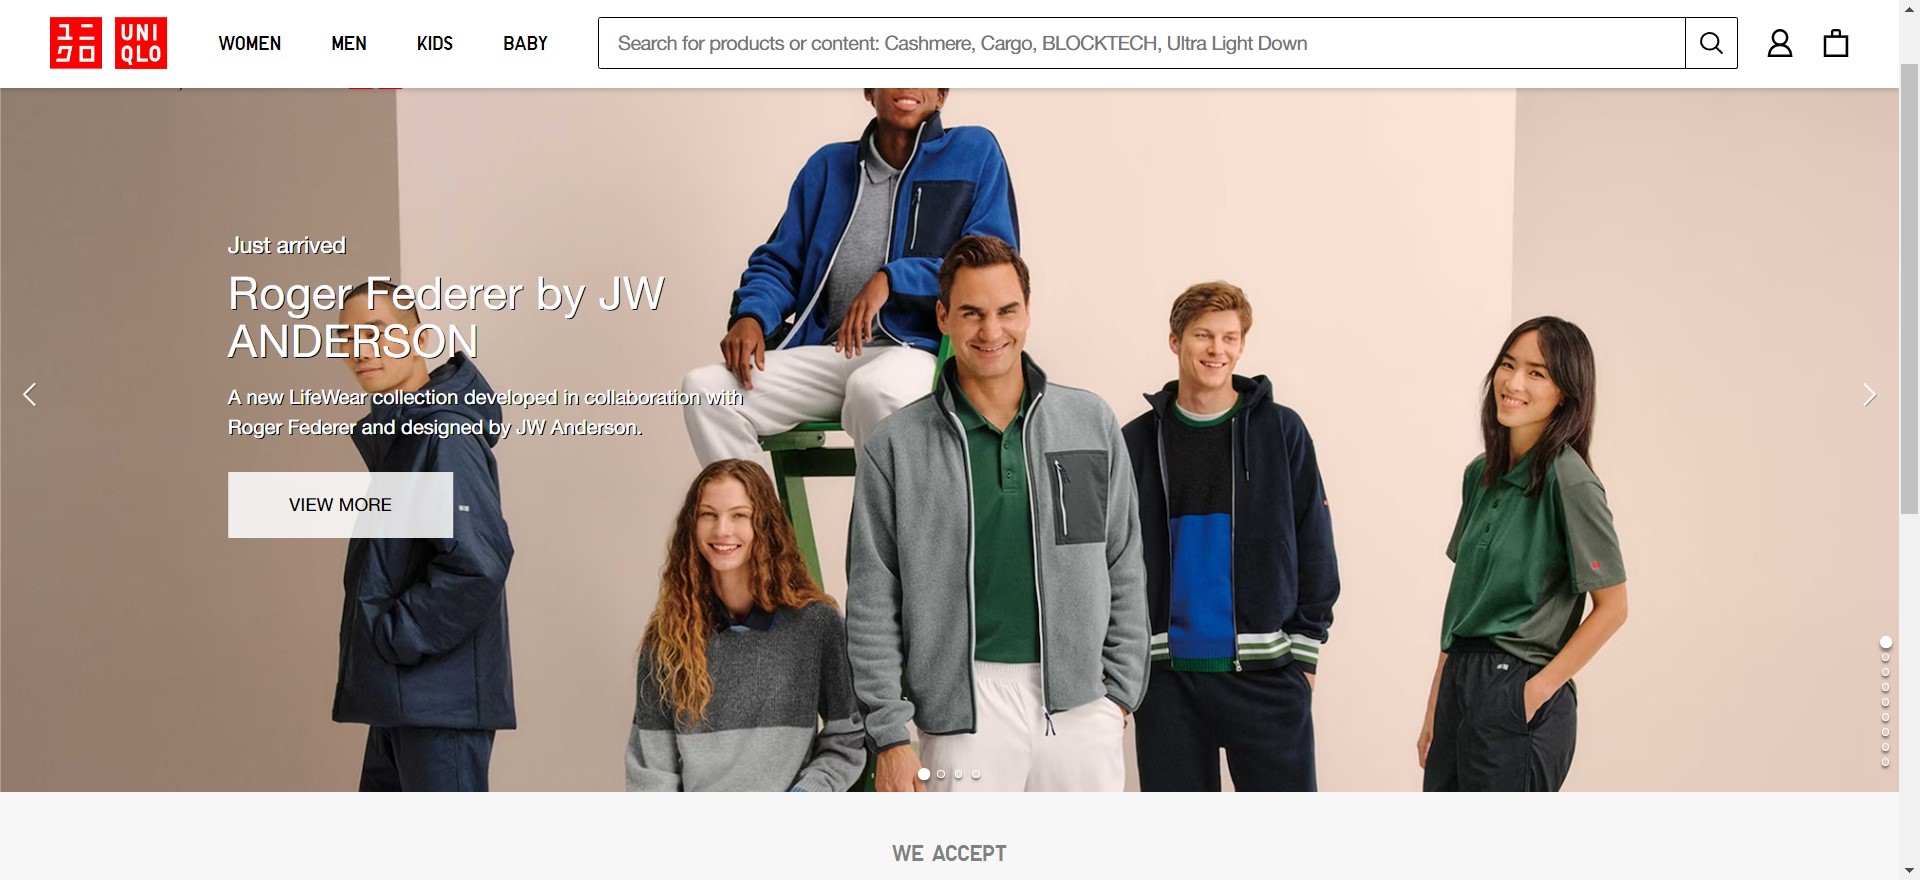 ユニ
クロ
UNI
QLO
WOMEN
MEN
KIDS
BABY
Search for products or content: Cashmere, Cargo, BLOCKTECH, Ultra Light Down
Just arrived
Roger Federer by JW
ANDERSON
A new LifeWear collection developed in collaboration with
Roger Federer and designed by JW Anderson.
VIEW MORE
WE ACCEPT